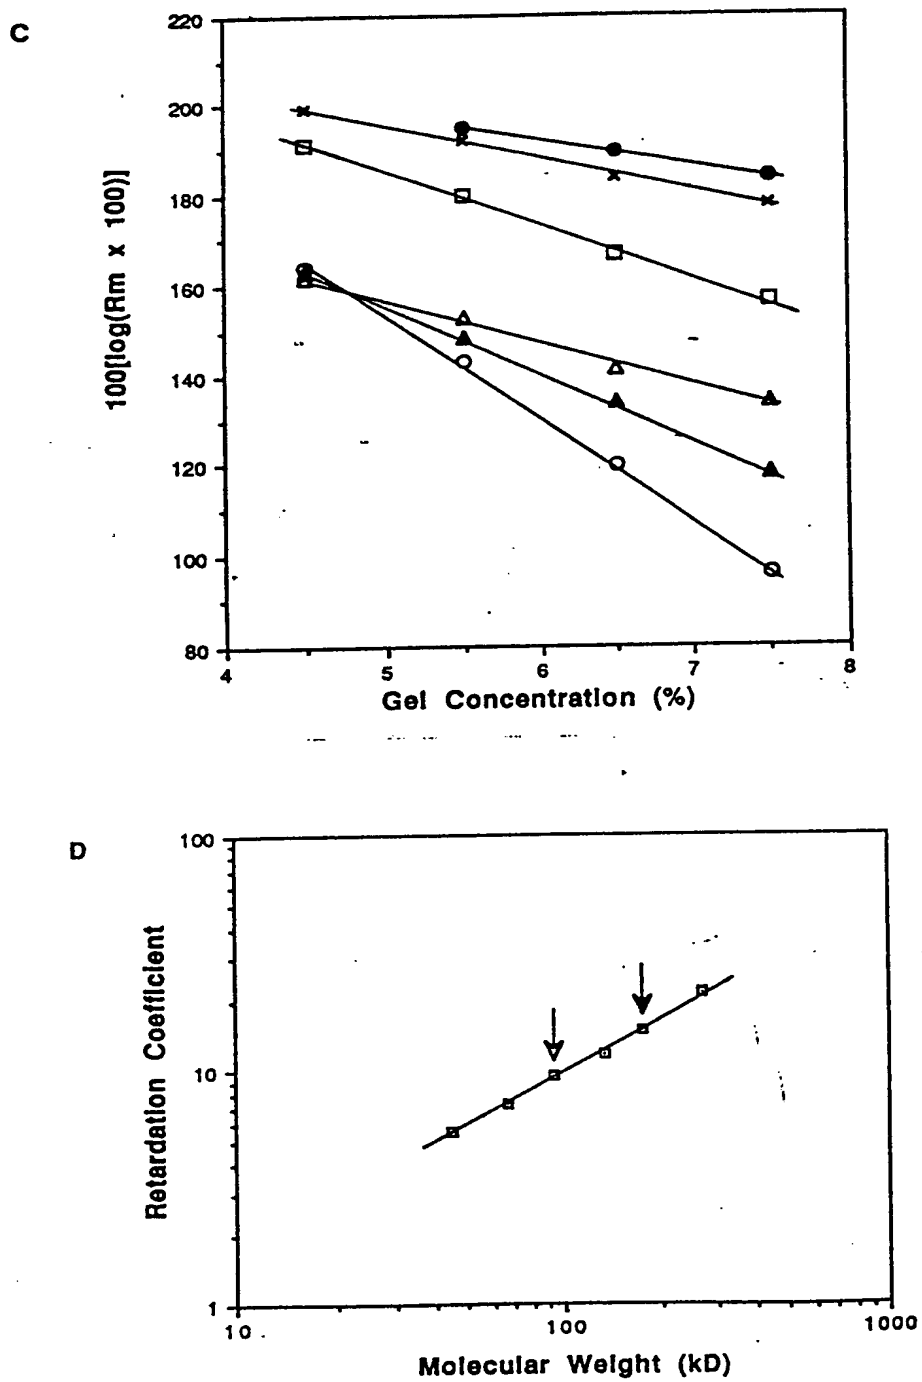 C
100[log(Rm x 100)]
220
200
180
160
140
120
100
80
4 5 6 7 8
Gel Concentration (%)
D
Retardation Coefficient
100
10
1
10 100 1000
Molecular Weight (kD)